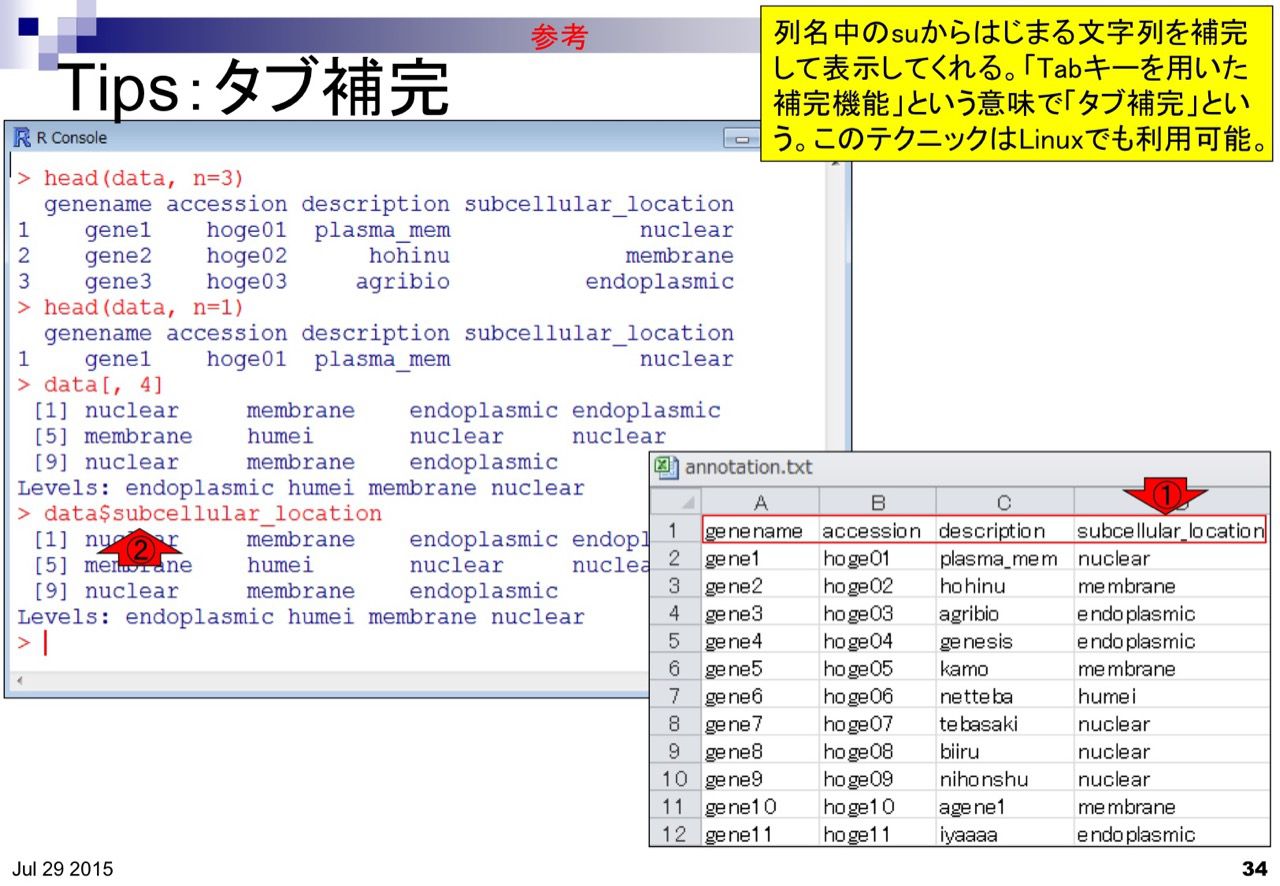 参考
Tips：タブ補完
列名中のsuからはじまる文字列を補完
して表示してくれる。「Tabキーを用いた
補完機能」という意味で「タブ補完」とい
う。このテクニックはLinuxでも利用可能。
R Console
> head(data, n=3)
genename accession description subcellular_location
1 gene1 hoge01 plasma_mem nuclear
2 gene2 hoge02 hohinu membrane
3 gene3 hoge03 agribio endoplasmic
> head(data, n=1)
genename accession description subcellular_location
1 gene1 hoge01 plasma_mem nuclear
> data[, 4]
[1] nuclear membrane endoplasmic endoplasmic
[5] membrane humei nuclear nuclear
[9] nuclear membrane endoplasmic
Levels: endoplasmic humei membrane nuclear
> data$subcellular_location
[1] membrane endoplasmic endopl
②
[5] membrane humei nuclear nuclea
[9] nuclear membrane endoplasmic
Levels: endoplasmic humei membrane nuclear
>
annotation.txt
①
A B C D
1 genename accession description subcellular_location
2 gene1 hoge01 plasma_mem nuclear
3 gene2 hoge02 hohinu membrane
4 gene3 hoge03 agribio endoplasmic
5 gene4 hoge04 genesis endoplasmic
6 gene5 hoge05 kamo membrane
7 gene6 hoge06 netteba humei
8 gene7 hoge07 tebasaki nuclear
9 gene8 hoge08 biiru nuclear
10 gene9 hoge09 nihonshu nuclear
11 gene10 hoge10 agene1 membrane
12 gene11 hoge11 iyaaaa endoplasmic
Jul 29 2015
34